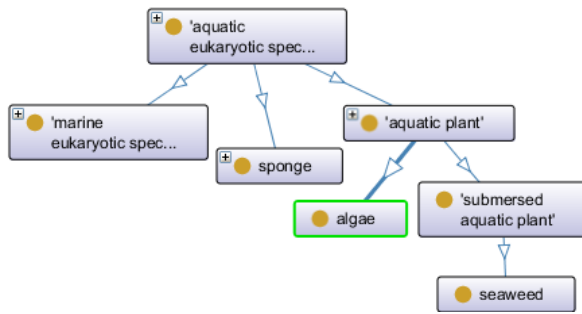 'aquatic
eukaryotic spec...
'marine
eukaryotic spec...
'aquatic plant'
sponge
'submersed
aquatic plant'
algae
seaweed